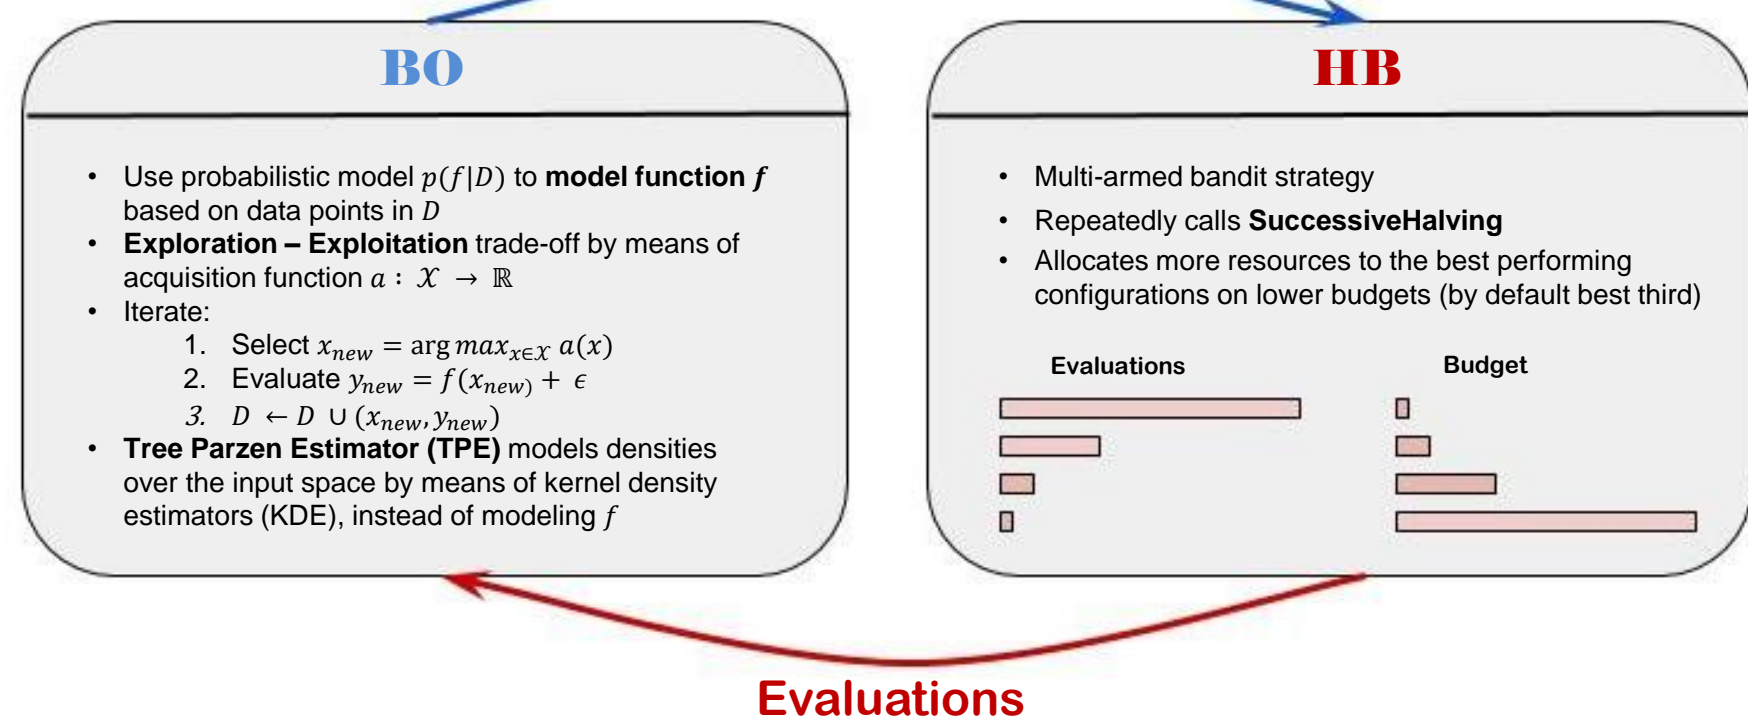 BO
• Use probabilistic model p(f|D) to model function f
based on data points in D
• Exploration – Exploitation trade-off by means of
acquisition function a : 𝒳 → ℝ
• Iterate:
1. Select x_new = arg max_{x∈𝒳} a(x)
2. Evaluate y_new = f(x_new) + ϵ
3. D ← D ∪ (x_new, y_new)
• Tree Parzen Estimator (TPE) models densities
over the input space by means of kernel density
estimators (KDE), instead of modeling f
HB
• Multi-armed bandit strategy
• Repeatedly calls SuccessiveHalving
• Allocates more resources to the best performing
configurations on lower budgets (by default best third)
Evaluations Budget
Evaluations